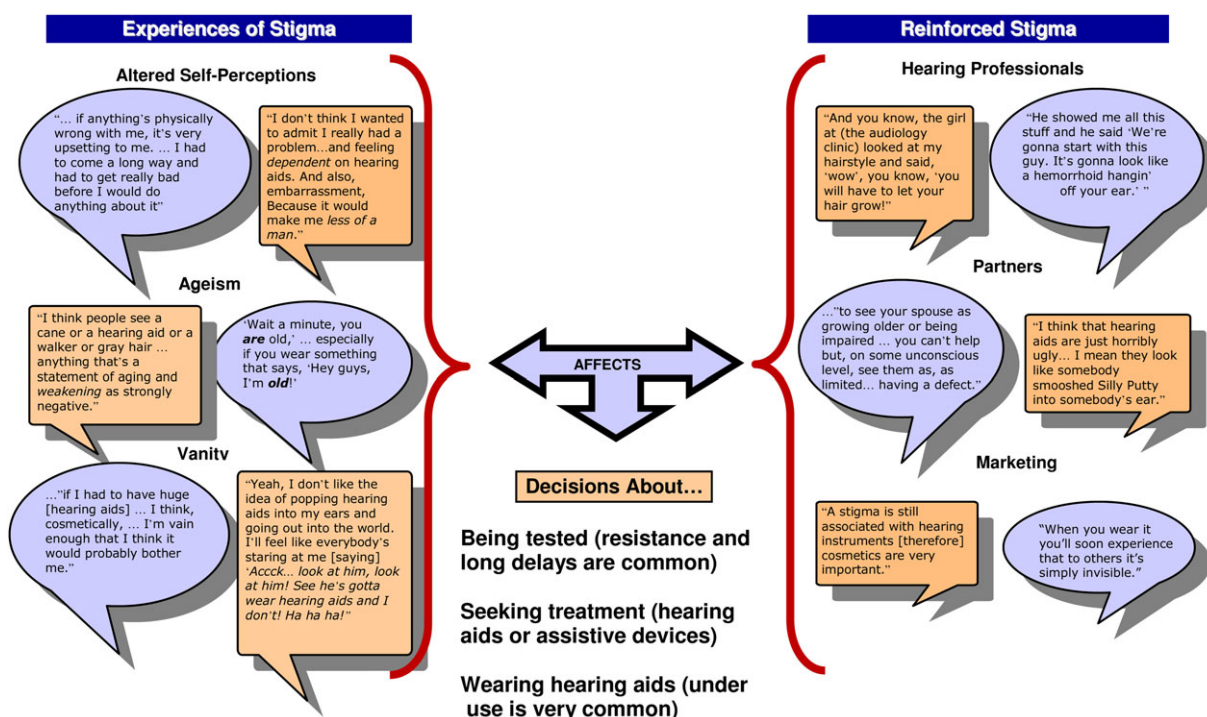 Experiences of Stigma
Altered Self-Perceptions
“… if anything’s physically
wrong with me, it’s very
upsetting to me. … I had
to come a long way and
had to get really bad
before I would do
anything about it”
“I don’t think I wanted
to admit I really had a
problem…and feeling
dependent on hearing
aids. And also,
embarrassment,
Because it would
make me less of a
man.”
Ageism
“I think people see a
cane or a hearing aid or a
walker or gray hair …
anything that’s a
statement of aging and
weakening as strongly
negative.”
‘Wait a minute, you
are old,’ … especially
if you wear something
that says, ‘Hey guys,
I’m old!’
Vanity
…“if I had to have huge
[hearing aids] … I think,
cosmetically, … I’m vain
enough that I think it
would probably bother
me.”
“Yeah, I don’t like the
idea of popping hearing
aids into my ears and
going out into the world.
I’ll feel like everybody’s
staring at me [saying]
‘Accck… look at him, look
at him! See he’s gotta
wear hearing aids and I
don’t! Ha ha ha!”
AFFECTS
Decisions About…
Being tested (resistance and
long delays are common)
Seeking treatment (hearing
aids or assistive devices)
Wearing hearing aids (under
use is very common)
Reinforced Stigma
Hearing Professionals
“And you know, the girl
at (the audiology
clinic) looked at my
hairstyle and said,
‘wow’, you know, ‘you
will have to let your
hair grow!”
“He showed me all this
stuff and he said ‘We’re
gonna start with this
guy. It’s gonna look like
a hemorrhoid hangin’
off your ear.’ ”
Partners
…“to see your spouse as
growing older or being
impaired … you can’t help
but, on some unconscious
level, see them as, as
limited… having a defect.”
“I think that hearing
aids are just horribly
ugly… I mean they look
like somebody
smooshed Silly Putty
into somebody’s ear.”
Marketing
“A stigma is still
associated with hearing
instruments [therefore]
cosmetics are very
important.”
“When you wear it
you’ll soon experience
that to others it’s
simply invisible.”